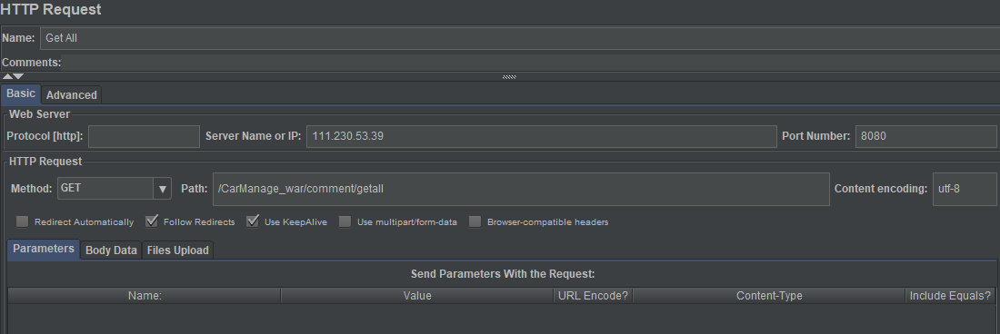 HTTP Request
Name: Get All
Comments:
Basic Advanced
Web Server
Protocol [http]: Server Name or IP: 111.230.53.39 Port Number: 8080
HTTP Request
Method: GET Path: /CarManage_war/comment/getall Content encoding: utf-8
Redirect Automatically Follow Redirects Use KeepAlive Use multipart/form-data Browser-compatible headers
Parameters Body Data Files Upload
Send Parameters With the Request:
Name: Value URL Encode? Content-Type Include Equals?